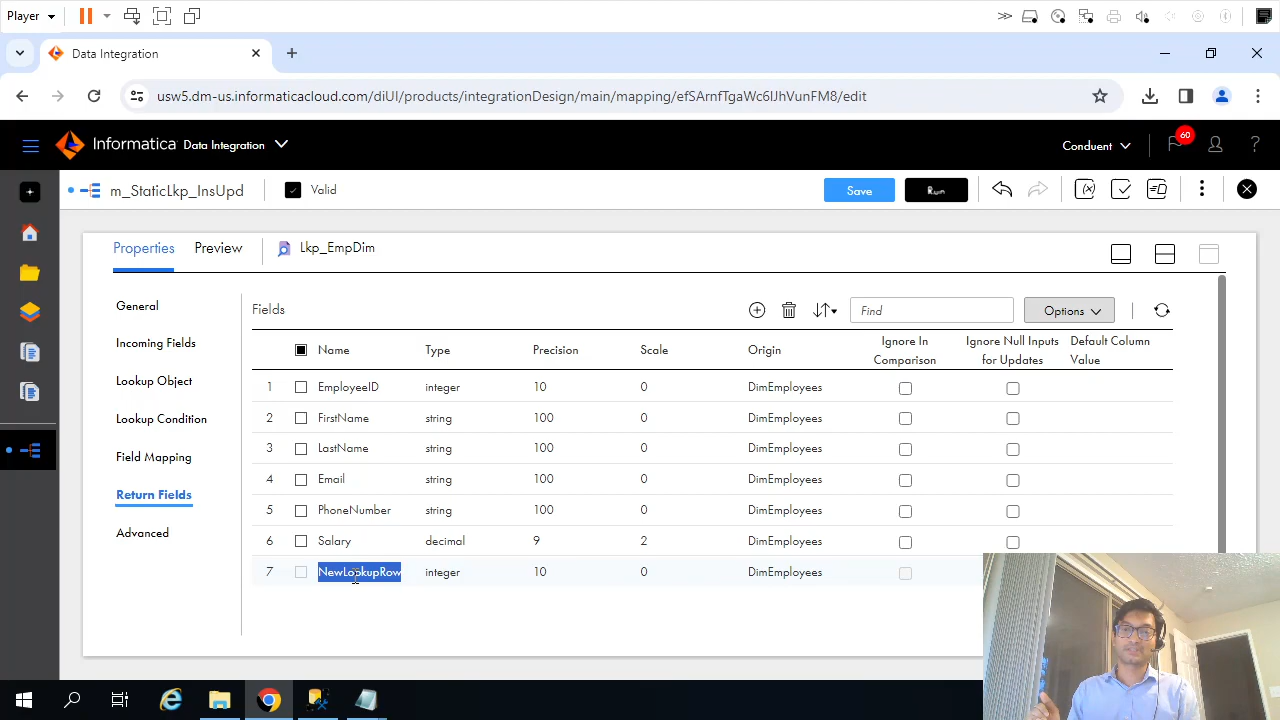 Player
Data Integration
usw5.dm-us.informaticacloud.com/diUI/products/integrationDesign/main/mapping/efSArnfTgaWc6IJhVunFM8/edit
Informatica Data Integration
Conduent
60
m_StaticLkp_InsUpd
Valid
Save
Run
Properties
Preview
Lkp_EmpDim
General
Incoming Fields
Lookup Object
Lookup Condition
Field Mapping
Return Fields
Advanced
Fields
Find
Options
Name Type Precision Scale Origin Ignore In Comparison Ignore Null Inputs for Updates Default Column Value
1 EmployeeID integer 10 0 DimEmployees
2 FirstName string 100 0 DimEmployees
3 LastName string 100 0 DimEmployees
4 Email string 100 0 DimEmployees
5 PhoneNumber string 100 0 DimEmployees
6 Salary decimal 9 2 DimEmployees
7 NewLookupRow integer 10 0 DimEmployees